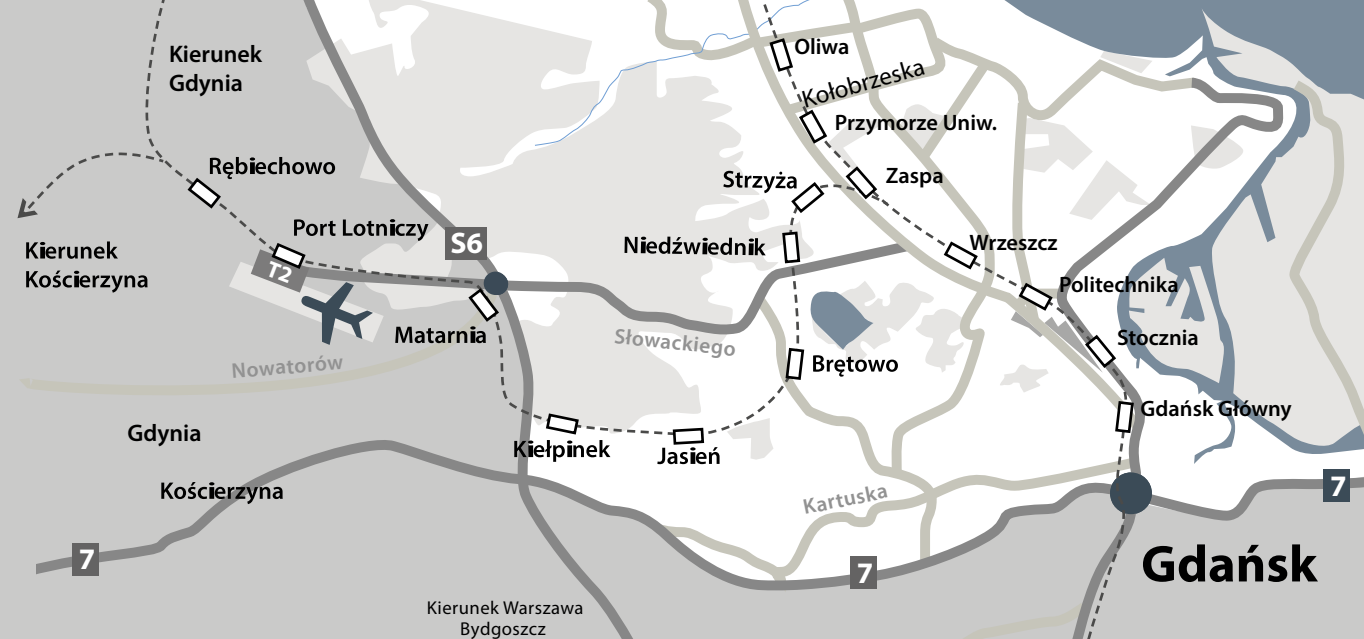 Kierunek
Gdynia
Oliwa
Kołobrzeska
Przymorze Uniw.
Rębiechowo
Strzyża
Zaspa
Port Lotniczy
S6
Niedźwiednik
Wrzeszcz
Kierunek
Kościerzyna
T2
Politechnika
Matarnia
Słowackiego
Stocznia
Nowatorów
Brętowo
Gdańsk Główny
Gdynia
Kiełpinek
Jasień
Kościerzyna
Kartuska
7
7
7
Gdańsk
Kierunek Warszawa
Bydgoszcz